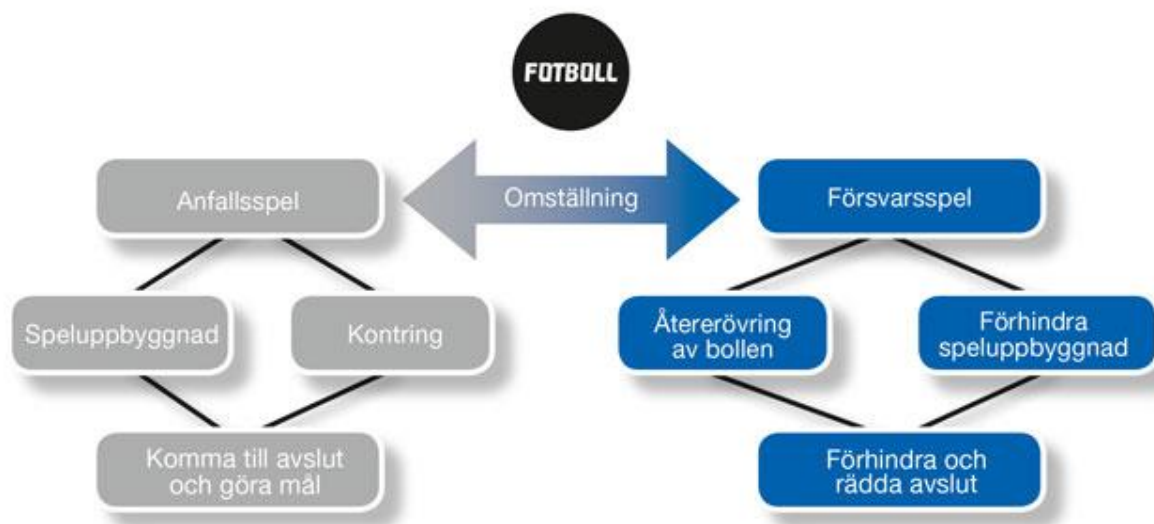 FOTBOLL
Anfallsspel
Omställning
Försvarsspel
Speluppbyggnad
Kontring
Återerövring
av bollen
Förhindra
speluppbyggnad
Komma till avslut
och göra mål
Förhindra och
rädda avslut